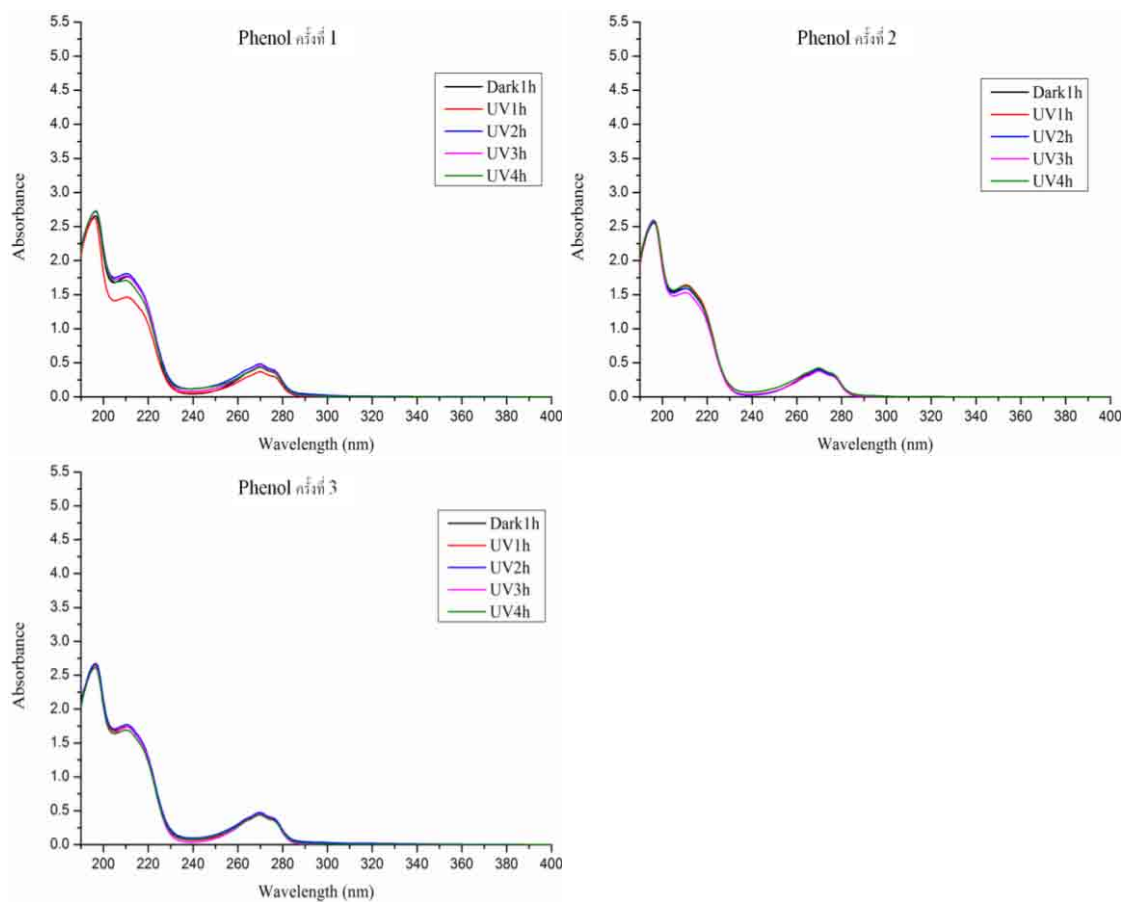 Phenol ครั้งที่ 1
5.5
5.0
4.5
4.0
3.5
3.0
2.5
2.0
1.5
1.0
0.5
0.0
Absorbance
Dark1h
UV1h
UV2h
UV3h
UV4h
200 220 240 260 280 300 320 340 360 380 400
Wavelength (nm)
Phenol ครั้งที่ 2
5.5
5.0
4.5
4.0
3.5
3.0
2.5
2.0
1.5
1.0
0.5
0.0
Absorbance
Dark1h
UV1h
UV2h
UV3h
UV4h
200 220 240 260 280 300 320 340 360 380 400
Wavelength (nm)
Phenol ครั้งที่ 3
5.5
5.0
4.5
4.0
3.5
3.0
2.5
2.0
1.5
1.0
0.5
0.0
Absorbance
Dark1h
UV1h
UV2h
UV3h
UV4h
200 220 240 260 280 300 320 340 360 380 400
Wavelength (nm)